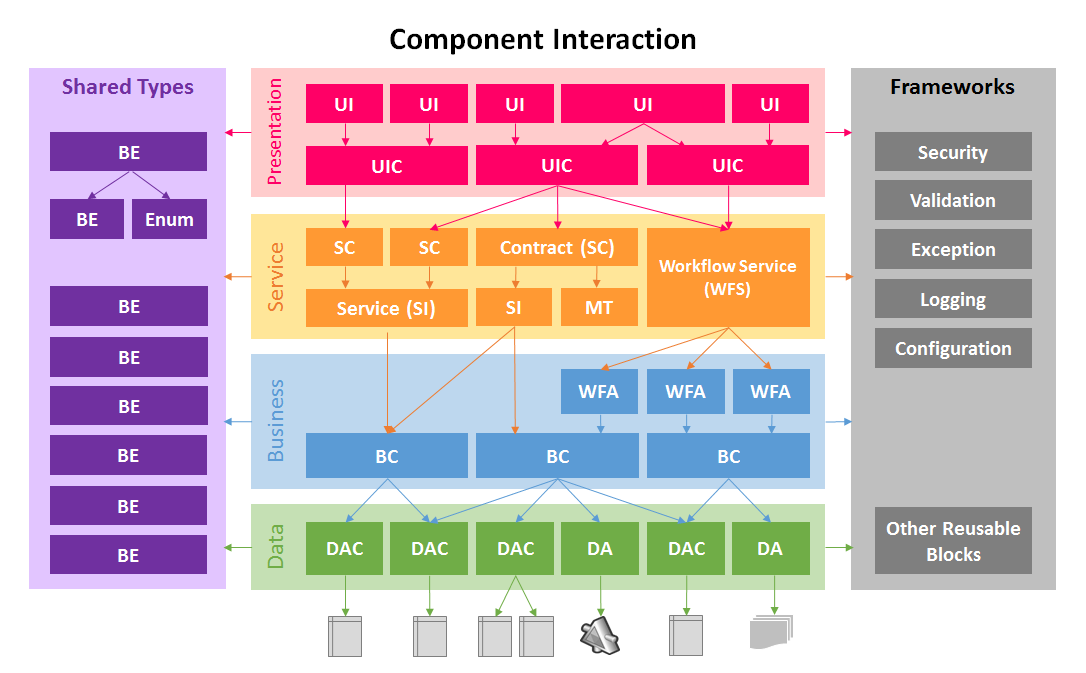 Component Interaction
Shared Types
BE
BE
Enum
BE
BE
BE
BE
BE
BE
Presentation
UI
UI
UI
UI
UI
UIC
UIC
UIC
Service
SC
SC
Contract (SC)
Workflow Service
(WFS)
Service (SI)
SI
MT
Business
WFA
WFA
WFA
BC
BC
BC
Data
DAC
DAC
DAC
DA
DAC
DA
Frameworks
Security
Validation
Exception
Logging
Configuration
Other Reusable
Blocks